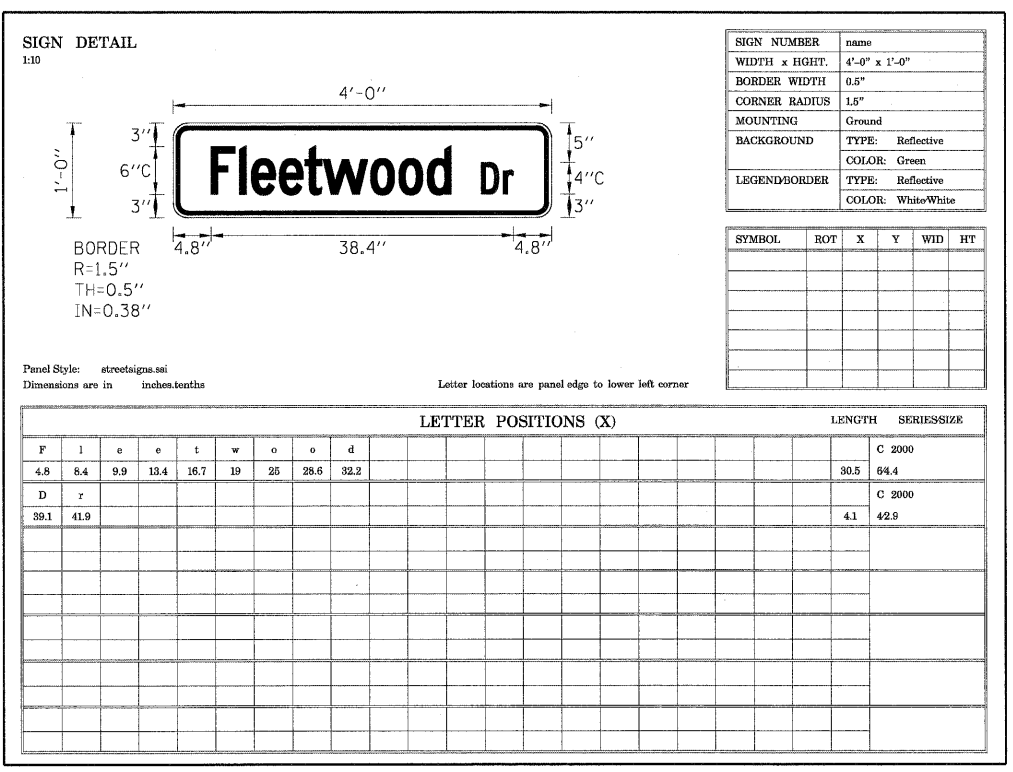 SIGN DETAIL
1:10
4'-0"
1'-0"
3"
6"C
3"
Fleetwood Dr
5"
4"C
3"
4.8" 38.4" 4.8"
BORDER
R=1.5"
TH=0.5"
IN=0.38"
Panel Style: streetsigns.ssi
Dimensions are in inches.tenths
Letter locations are panel edge to lower left corner
SIGN NUMBER name
WIDTH x HGHT. 4'-0" x 1'-0"
BORDER WIDTH 0.5"
CORNER RADIUS 1.5"
MOUNTING Ground
BACKGROUND TYPE: Reflective
COLOR: Green
LEGEND/BORDER TYPE: Reflective
COLOR: White/White
SYMBOL ROT X Y WID HT
LETTER POSITIONS (X) LENGTH SERIES/SIZE
F l e e t w o o d C 2000
4.8 8.4 9.9 13.4 16.7 19 25 28.6 32.2 30.5 6/4.4
D r C 2000
39.1 41.9 4.1 4/2.9